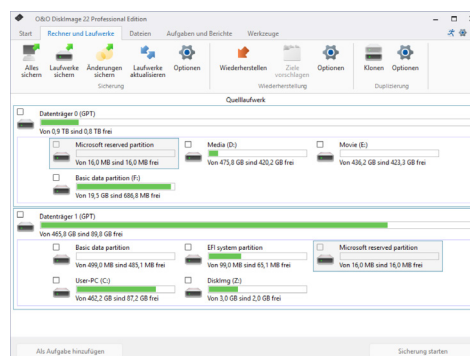 O&O DiskImage 22 Professional Edition
Start Rechner und Laufwerke Dateien Aufgaben und Berichte Werkzeuge
Alles sichern Laufwerke sichern Änderungen sichern Laufwerke aktualisieren Optionen Wiederherstellen Ziele vorschlagen Optionen Klonen Optionen
Sicherung Wiederherstellung Duplizierung
Quelllaufwerk
Datenträger 0 (GPT)
Von 0,9 TB sind 0,8 TB frei
Microsoft reserved partition Media (D:) Movie (E:)
Von 16,0 MB sind 16,0 MB frei Von 475,8 GB sind 420,2 GB frei Von 436,2 GB sind 423,3 GB frei
Basic data partition (F:)
Von 19,5 GB sind 686,8 MB frei
Datenträger 1 (GPT)
Von 465,8 GB sind 89,8 GB frei
Basic data partition EFI system partition Microsoft reserved partition
Von 499,0 MB sind 485,1 MB frei Von 99,0 MB sind 65,1 MB frei Von 16,0 MB sind 16,0 MB frei
User-PC (C:) DiskImg (Z:)
Von 462,2 GB sind 87,2 GB frei Von 3,0 GB sind 2,0 GB frei
Als Aufgabe hinzufügen Sicherung starten